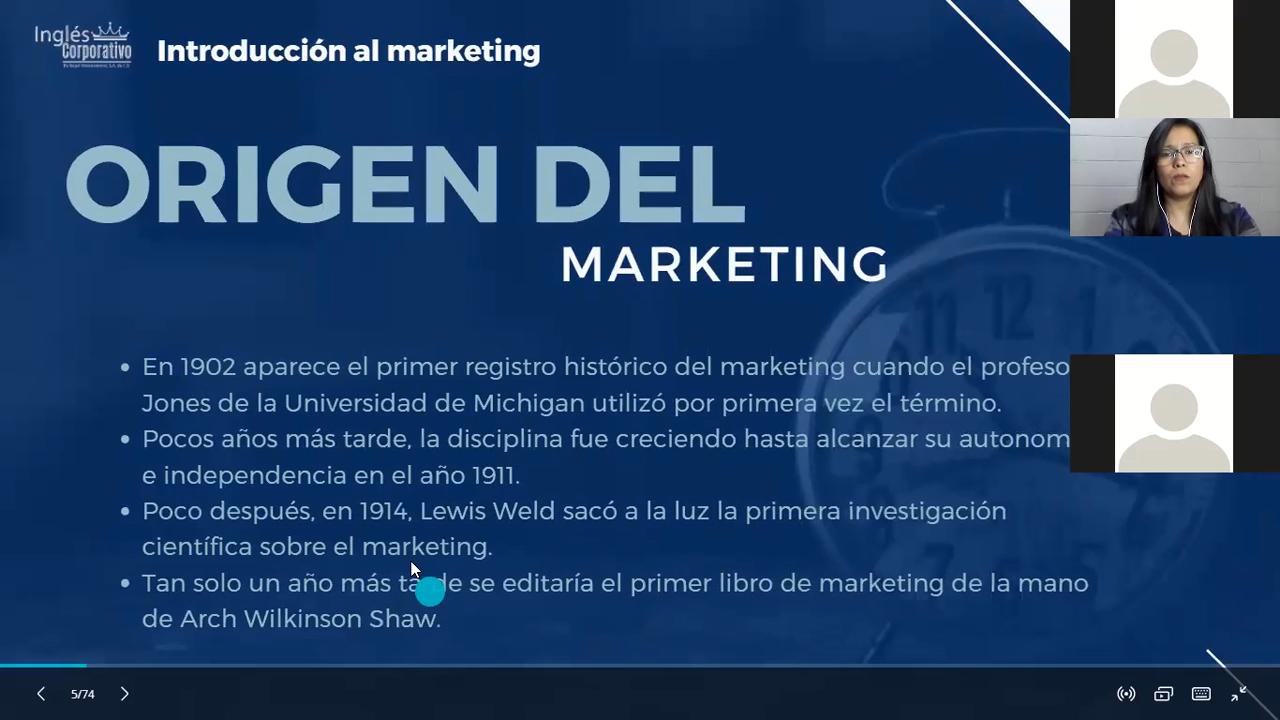 Inglés
Corporativo
Introducción al marketing
ORIGEN DEL
MARKETING
11 12 1
• En 1902 aparece el primer registro histórico del marketing cuando el profeso
Jones de la Universidad de Michigan utilizó por primera vez el término.
• Pocos años más tarde, la disciplina fue creciendo hasta alcanzar su autonom
e independencia en el año 1911.
• Poco después, en 1914, Lewis Weld sacó a la luz la primera investigación
científica sobre el marketing.
• Tan solo un año más ta de se editaría el primer libro de marketing de la mano
de Arch Wilkinson Shaw.
5/74